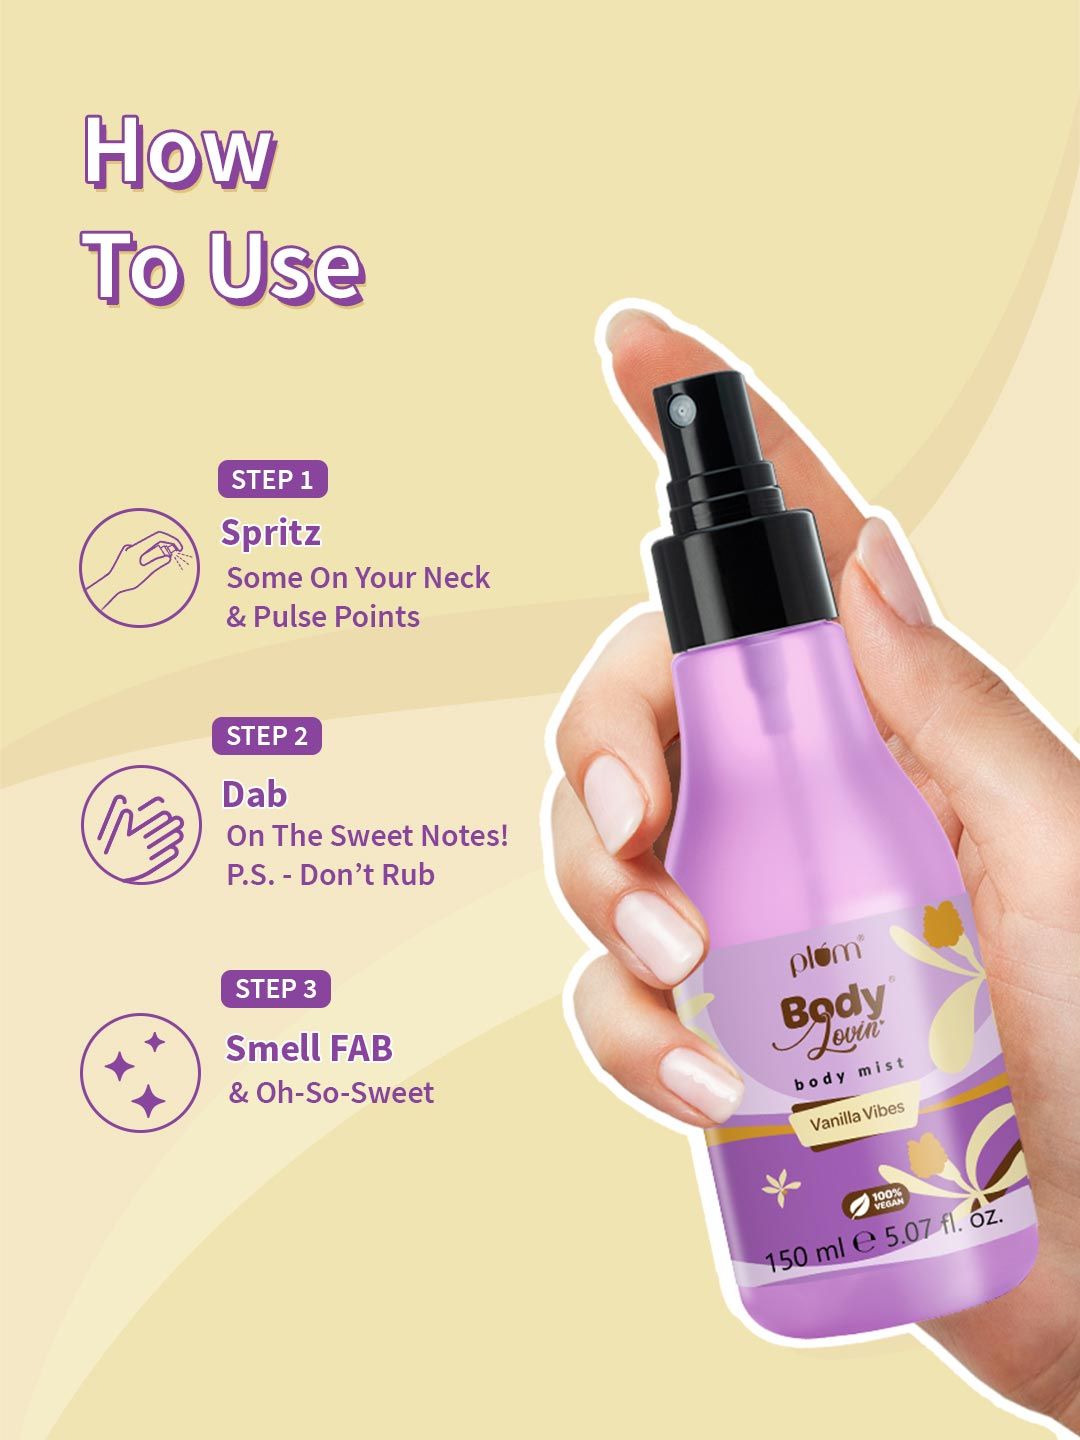 How
To Use
STEP 1
Spritz
Some On Your Neck
& Pulse Points
STEP 2
Dab
On The Sweet Notes!
P.S. - Don’t Rub
STEP 3
Smell FAB
& Oh-So-Sweet
plum®
Body®
Lovin'
body mist
Vanilla Vibes
100%
VEGAN
150 ml ℮ 5.07 fl. oz.